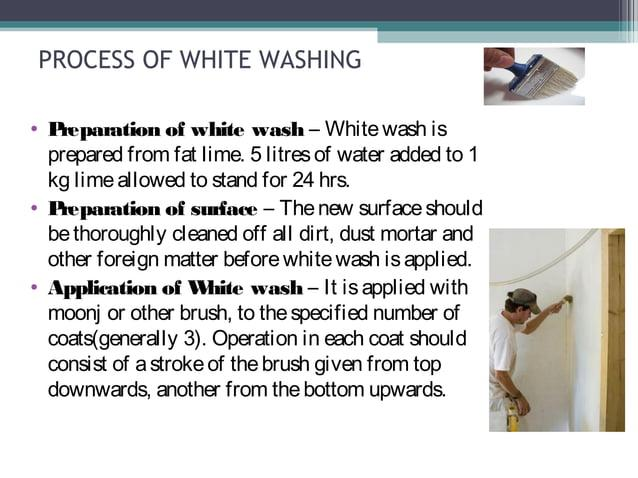 PROCESS OF WHITE WASHING
• Preparation of white wash – White wash is
prepared from fat lime. 5 litres of water added to 1
kg lime allowed to stand for 24 hrs.
• Preparation of surface – The new surface should
be thoroughly cleaned off all dirt, dust mortar and
other foreign matter before white wash is applied.
• Application of White wash – It is applied with
moonj or other brush, to the specified number of
coats(generally 3). Operation in each coat should
consist of a stroke of the brush given from top
downwards, another from the bottom upwards.